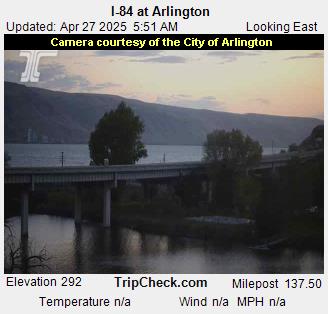 I-84 at Arlington
Updated: Apr 27 2025 5:51 AM Looking East
Camera courtesy of the City of Arlington
Elevation 292 TripCheck.com Milepost 137.50
Temperature n/a Wind n/a MPH n/a